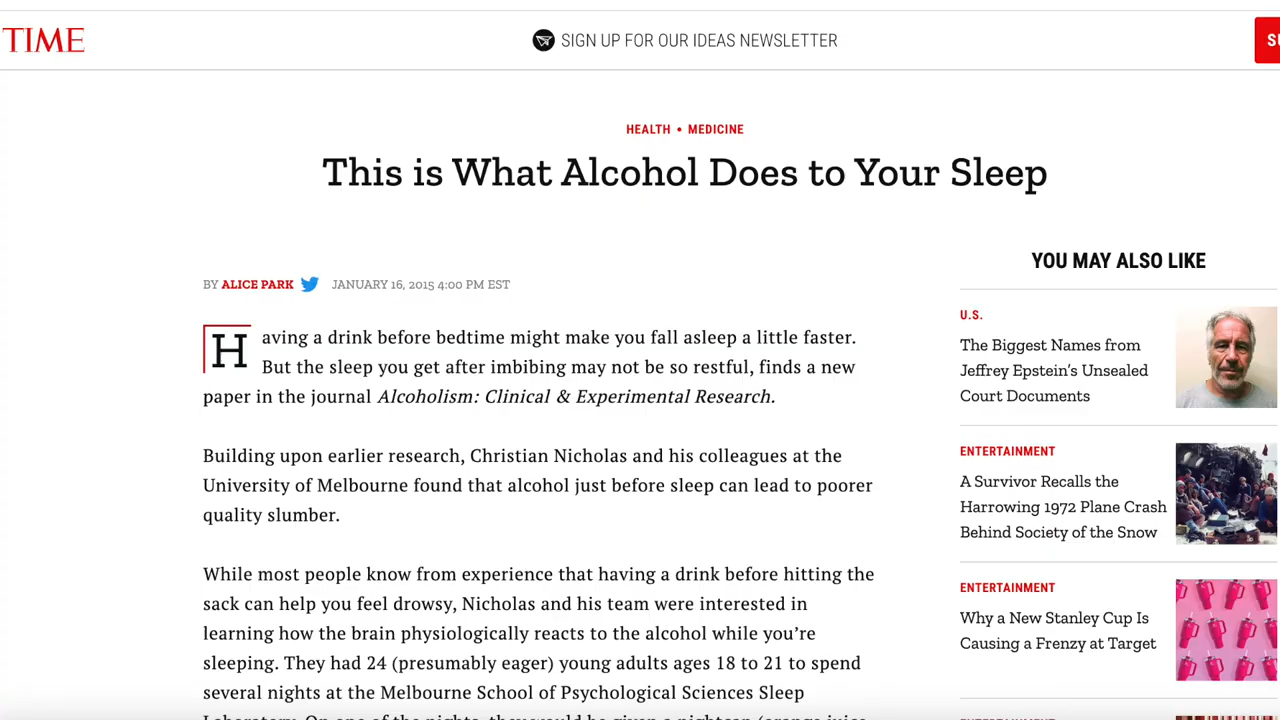 TIME
SIGN UP FOR OUR IDEAS NEWSLETTER
HEALTH • MEDICINE
This is What Alcohol Does to Your Sleep
BY ALICE PARK JANUARY 16, 2015 4:00 PM EST
Having a drink before bedtime might make you fall asleep a little faster.
But the sleep you get after imbibing may not be so restful, finds a new
paper in the journal Alcoholism: Clinical & Experimental Research.
Building upon earlier research, Christian Nicholas and his colleagues at the
University of Melbourne found that alcohol just before sleep can lead to poorer
quality slumber.
While most people know from experience that having a drink before hitting the
sack can help you feel drowsy, Nicholas and his team were interested in
learning how the brain physiologically reacts to the alcohol while you’re
sleeping. They had 24 (presumably eager) young adults ages 18 to 21 to spend
several nights at the Melbourne School of Psychological Sciences Sleep
YOU MAY ALSO LIKE
U.S.
The Biggest Names from
Jeffrey Epstein’s Unsealed
Court Documents
ENTERTAINMENT
A Survivor Recalls the
Harrowing 1972 Plane Crash
Behind Society of the Snow
ENTERTAINMENT
Why a New Stanley Cup Is
Causing a Frenzy at Target